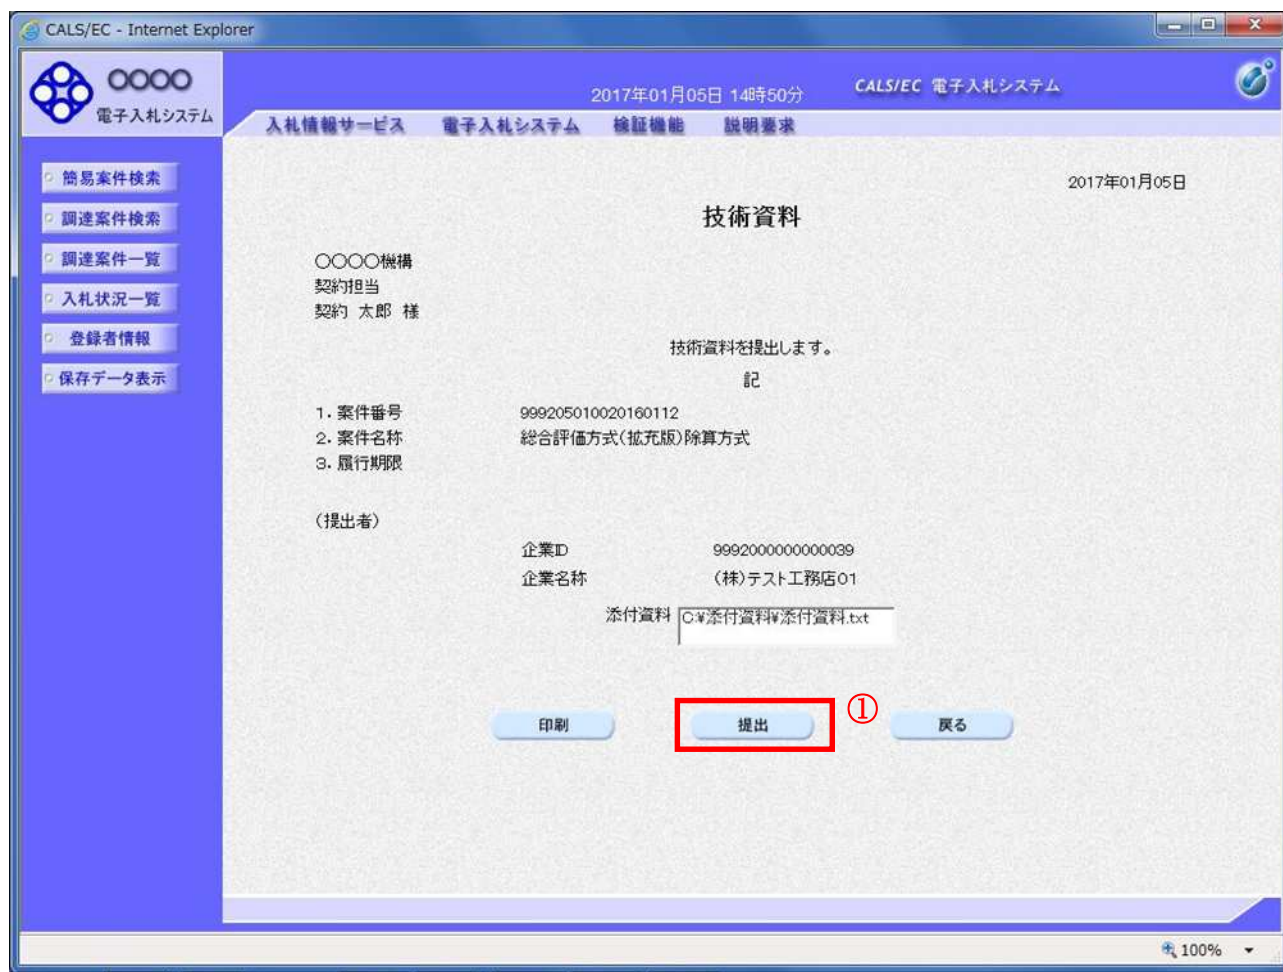 CALS/EC - Internet Explorer
○○○○
電子入札システム
2017年01月05日 14時50分
CALS/EC 電子入札システム
入札情報サービス 電子入札システム 検証機能 説明要求
簡易案件検索
調達案件検索
調達案件一覧
入札状況一覧
登録者情報
保存データ表示
2017年01月05日
技術資料
○○○○機構
契約担当
契約 太郎 様
技術資料を提出します。
記
1.案件番号 999205010020160112
2.案件名称 総合評価方式(拡充版)除算方式
3.履行期限
(提出者)
企業ID 9992000000000039
企業名称 (株)テスト工務店01
添付資料 C:¥添付資料¥添付資料.txt
印刷 提出 ① 戻る
100%